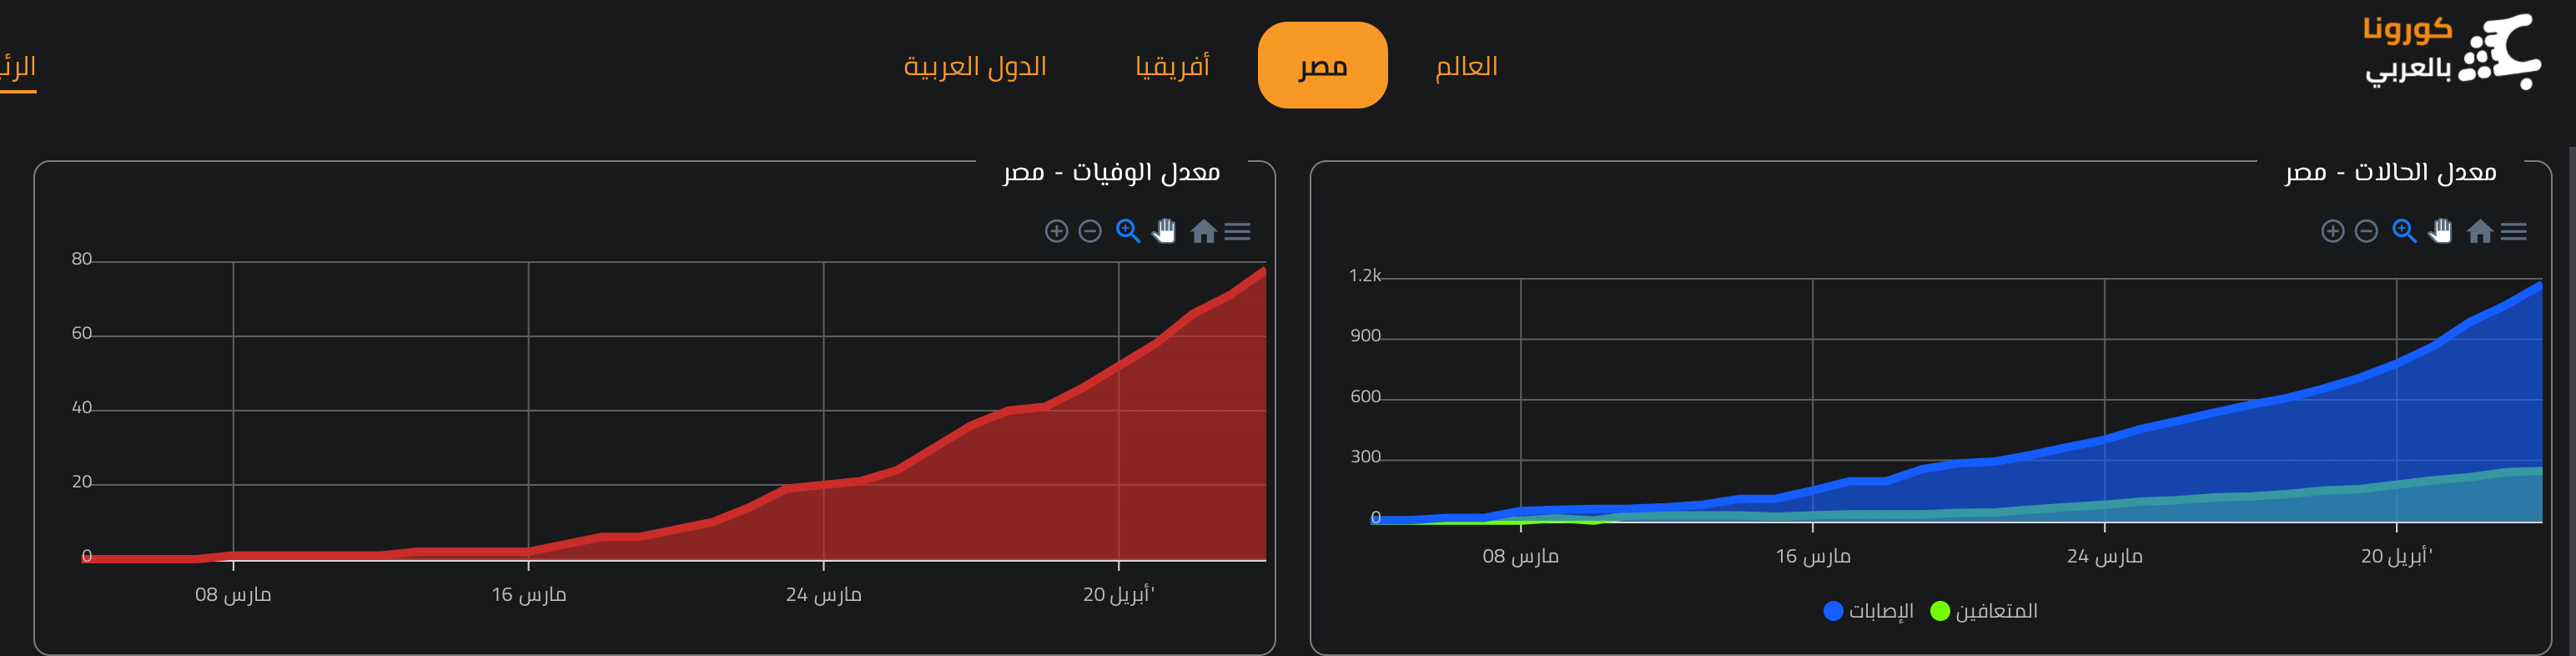 كورونا
بالعربي
العالم
مصر
أفريقيا
الدول العربية
معدل الحالات - مصر
1.2k
900
600
300
0
08 مارس
16 مارس
24 مارس
أبريل 20'
المتعافين
الإصابات
معدل الوفيات - مصر
80
60
40
20
0
08 مارس
16 مارس
24 مارس
أبريل 20'